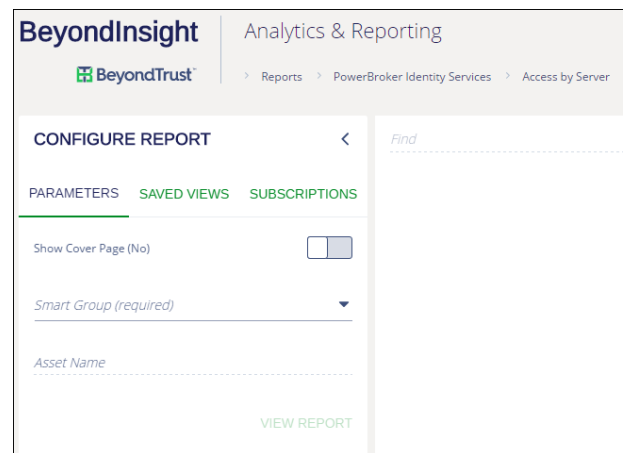 BeyondInsight
Analytics & Reporting
BeyondTrust
> Reports > PowerBroker Identity Services > Access by Server
CONFIGURE REPORT
Find
PARAMETERS SAVED VIEWS SUBSCRIPTIONS
Show Cover Page (No)
Smart Group (required)
Asset Name
VIEW REPORT